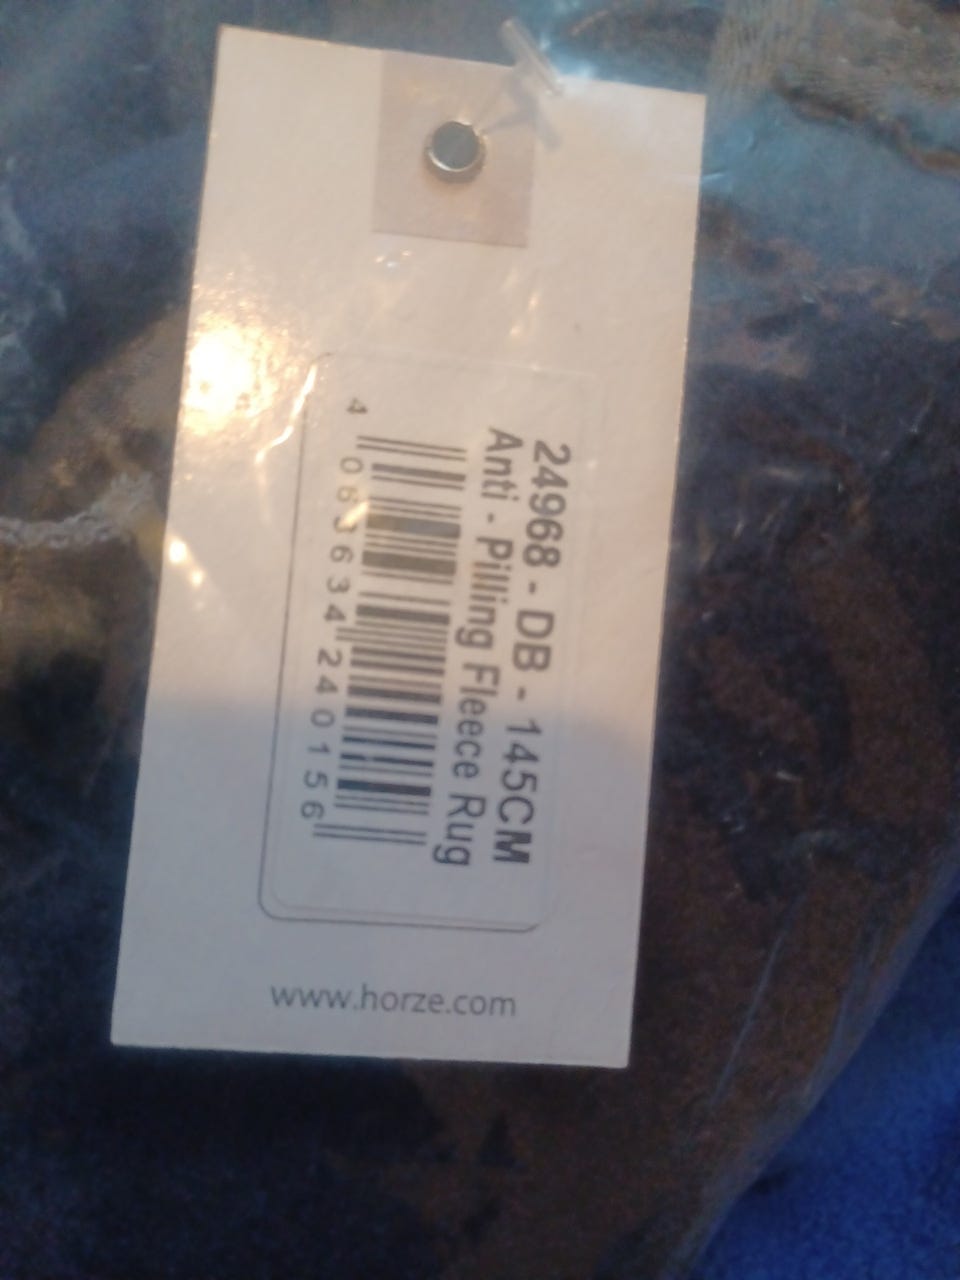 24968 - DB - 145CM
Anti - Pilling Fleece Rug
4 063634 240156
www.horze.com